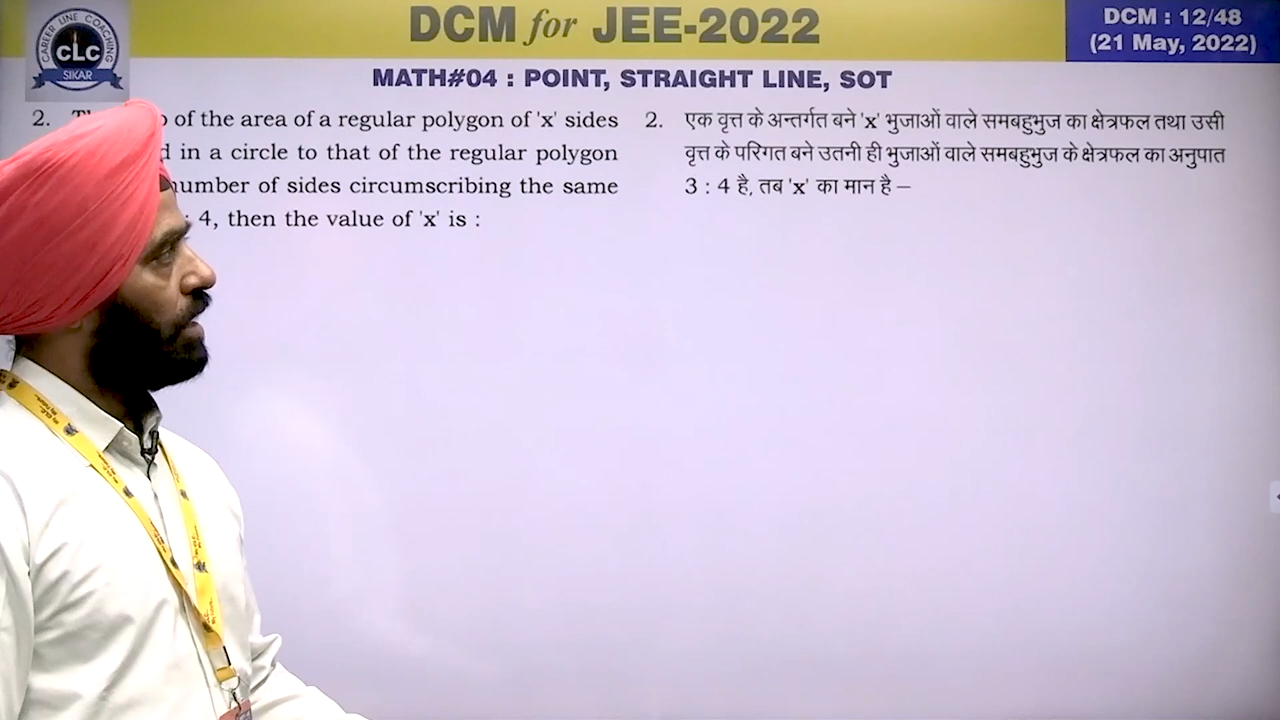 DCM for JEE-2022
DCM : 12/48
(21 May, 2022)
CAREER LINE COACHING
CLC
SIKAR
MATH#04 : POINT, STRAIGHT LINE, SOT
2. of the area of a regular polygon of 'x' sides
in a circle to that of the regular polygon
number of sides circumscribing the same
: 4, then the value of 'x' is :
2. एक वृत्त के अन्तर्गत बने 'x' भुजाओं वाले समबहुभुज का क्षेत्रफल तथा उसी
वृत्त के परिगत बने उतनी ही भुजाओं वाले समबहुभुज के क्षेत्रफल का अनुपात
3 : 4 है, तब 'x' का मान है –